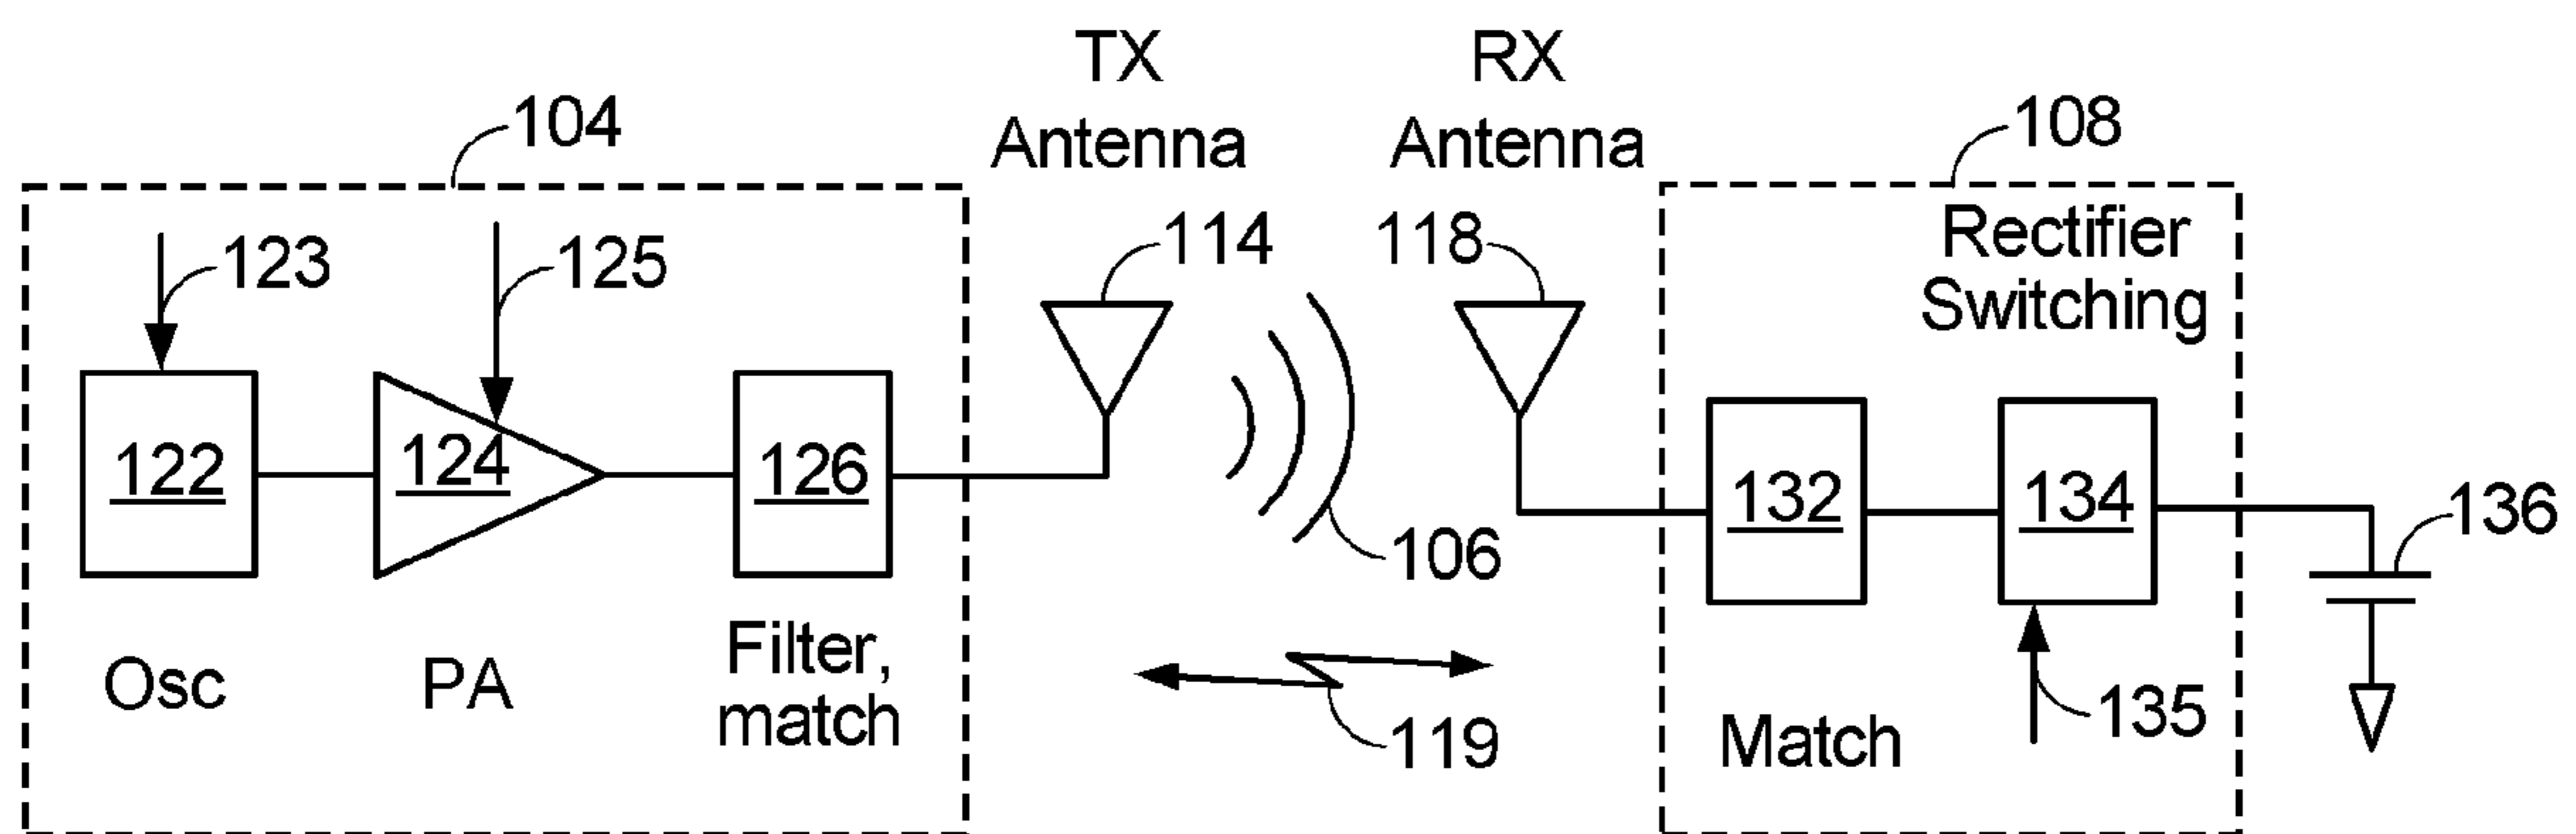 TX
Antenna
RX
Antenna
104
108
123
125
114
118
Rectifier
Switching
122
124
126
106
132
134
136
Osc
PA
Filter,
match
119
Match
135